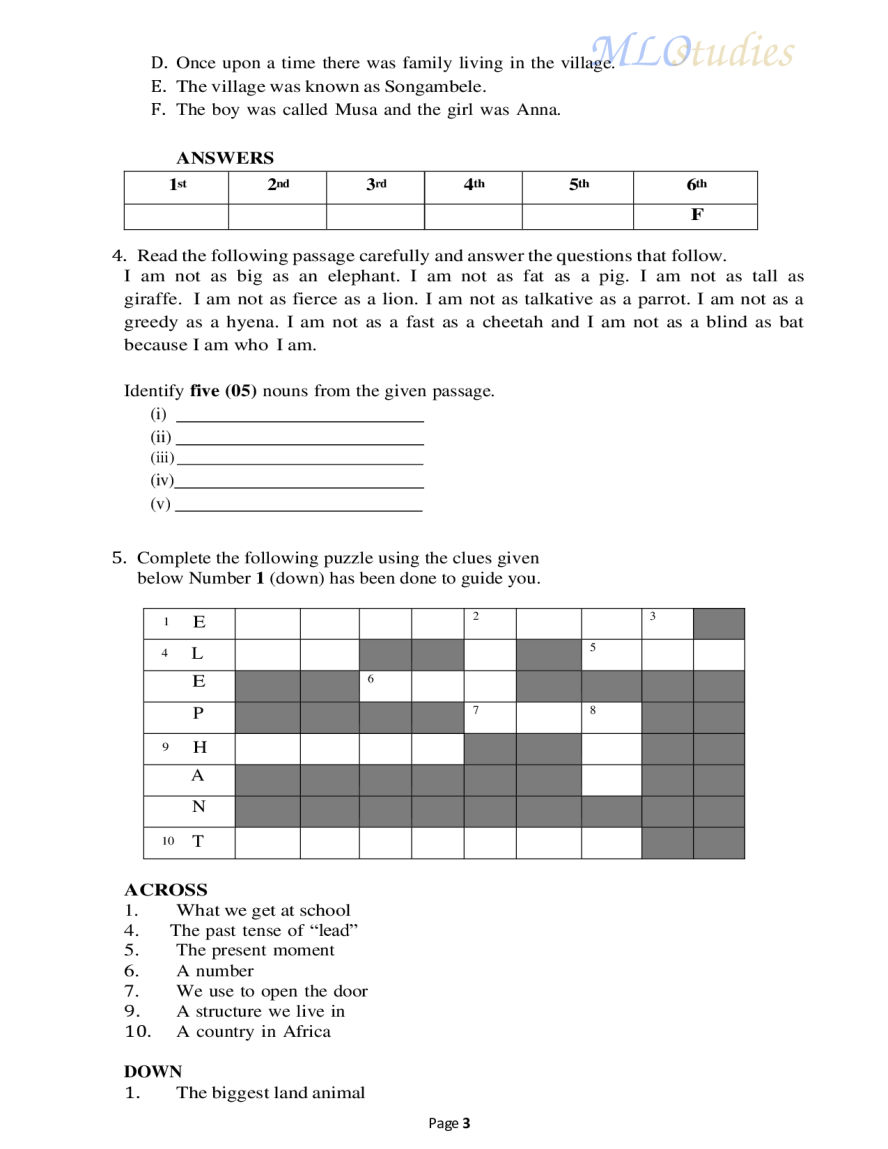 MLOstudies
D. Once upon a time there was family living in the village.
E. The village was known as Songambele.
F. The boy was called Musa and the girl was Anna.
ANSWERS
1st 2nd 3rd 4th 5th 6th
F
4. Read the following passage carefully and answer the questions that follow.
I am not as big as an elephant. I am not as fat as a pig. I am not as tall as
giraffe. I am not as fierce as a lion. I am not as talkative as a parrot. I am not as a
greedy as a hyena. I am not as a fast as a cheetah and I am not as a blind as bat
because I am who I am.
Identify five (05) nouns from the given passage.
(i)
(ii)
(iii)
(iv)
(v)
5. Complete the following puzzle using the clues given
below Number 1 (down) has been done to guide you.
1 E 2 3
4 L 5
E 6
P 7 8
9 H
A
N
10 T
ACROSS
1. What we get at school
4. The past tense of “lead”
5. The present moment
6. A number
7. We use to open the door
9. A structure we live in
10. A country in Africa
DOWN
1. The biggest land animal
Page 3